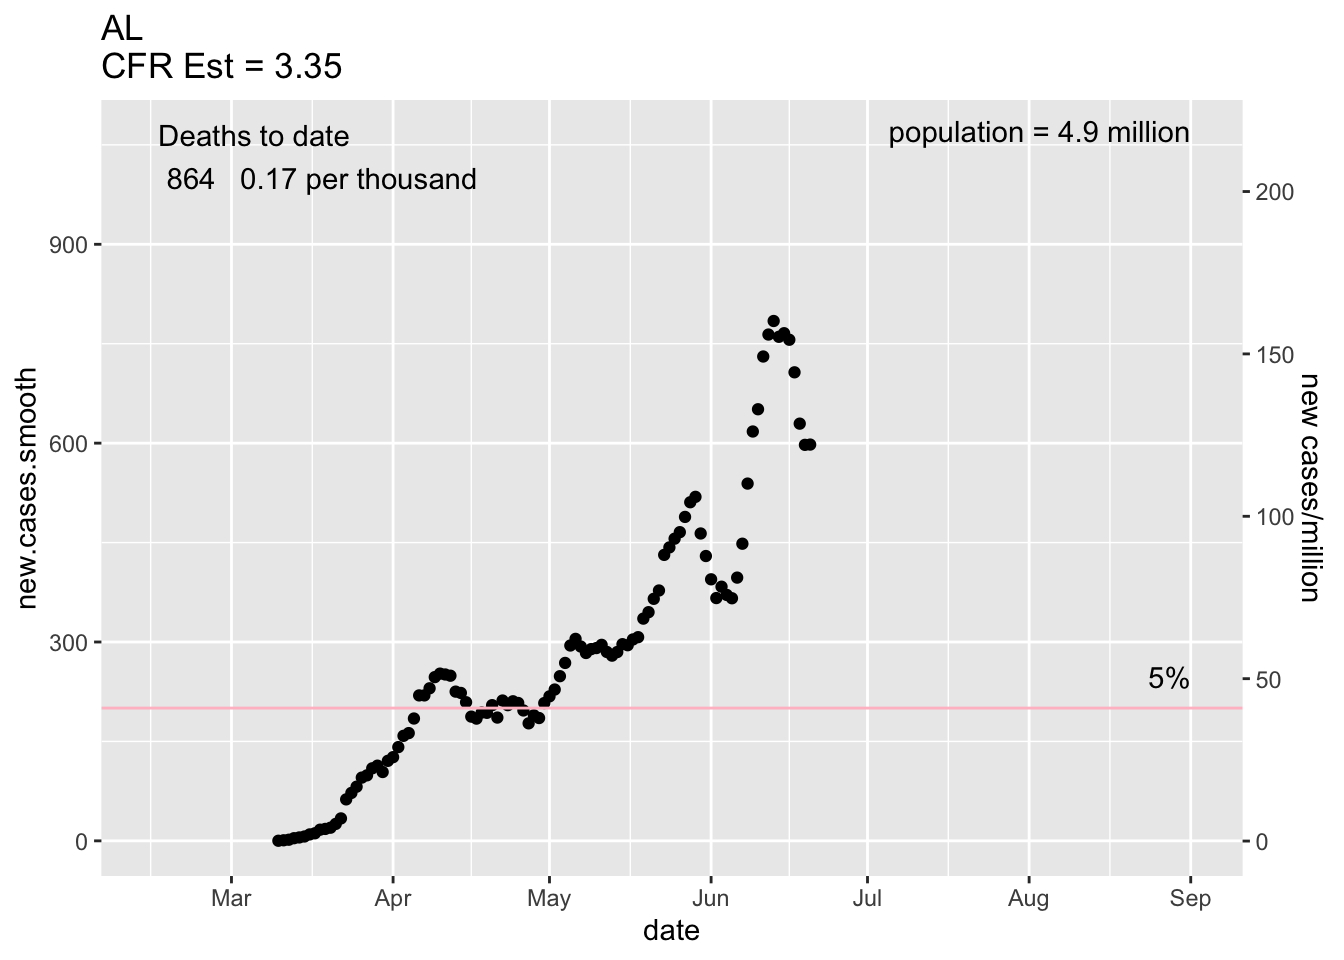 AL
CFR Est = 3.35
Deaths to date
864 0.17 per thousand
population = 4.9 million
5%
new.cases.smooth
900
600
300
0
new cases/million
200
150
100
50
0
Mar Apr May Jun Jul Aug Sep
date